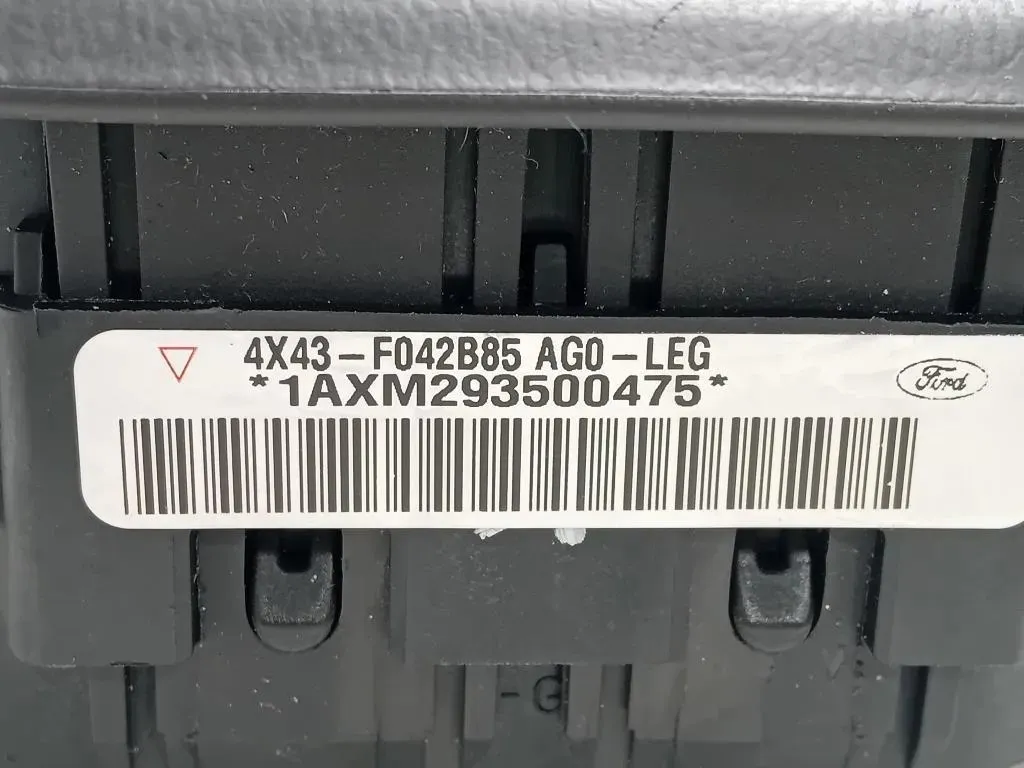 4X43-F042B85 AG0-LEG
*1AXM293500475*
Ford
-G